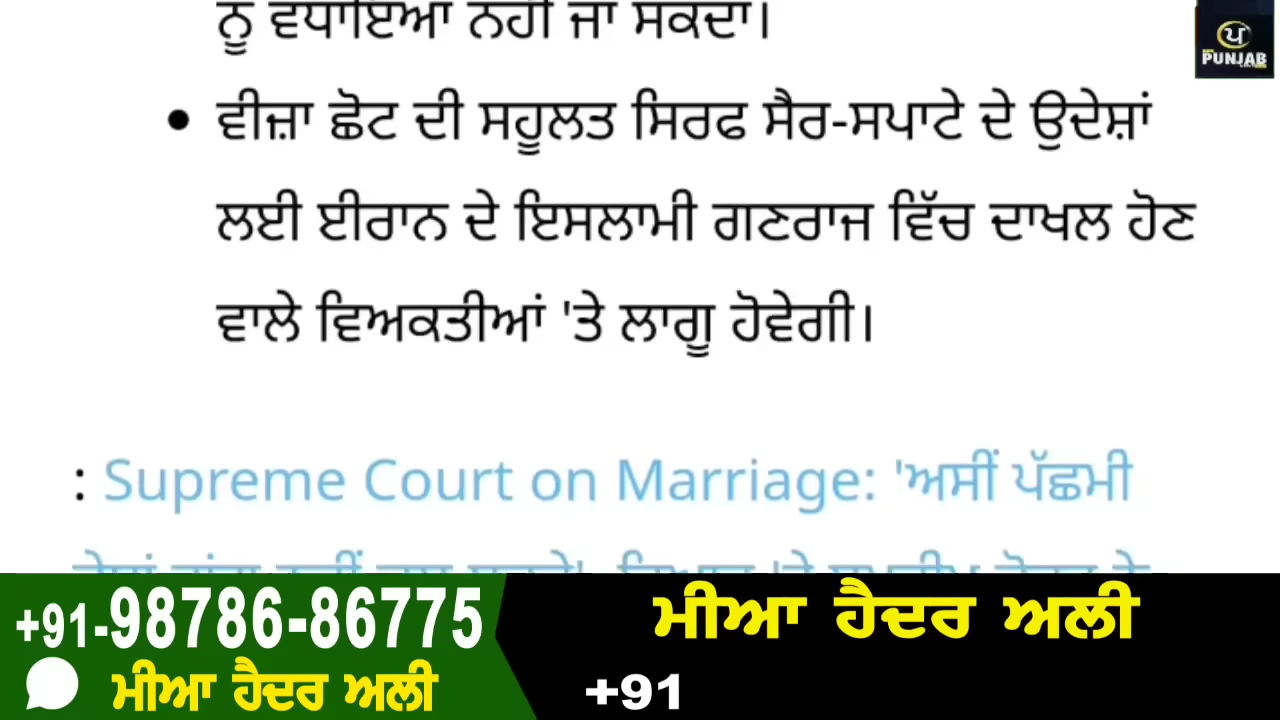 ਨੂੰ ਵਧਾਇਆ ਨਹੀਂ ਜਾ ਸਕਦਾ।
PUNJAB
• ਵੀਜ਼ਾ ਛੋਟ ਦੀ ਸਹੂਲਤ ਸਿਰਫ ਸੈਰ-ਸਪਾਟੇ ਦੇ ਉਦੇਸ਼ਾਂ
ਲਈ ਈਰਾਨ ਦੇ ਇਸਲਾਮੀ ਗਣਰਾਜ ਵਿੱਚ ਦਾਖਲ ਹੋਣ
ਵਾਲੇ ਵਿਅਕਤੀਆਂ 'ਤੇ ਲਾਗੂ ਹੋਵੇਗੀ।
: Supreme Court on Marriage: 'ਅਸੀਂ ਪੱਛਮੀ
+91-98786-86775
ਮੀਆ ਹੈਦਰ ਅਲੀ
ਮੀਆ ਹੈਦਰ ਅਲੀ
+91